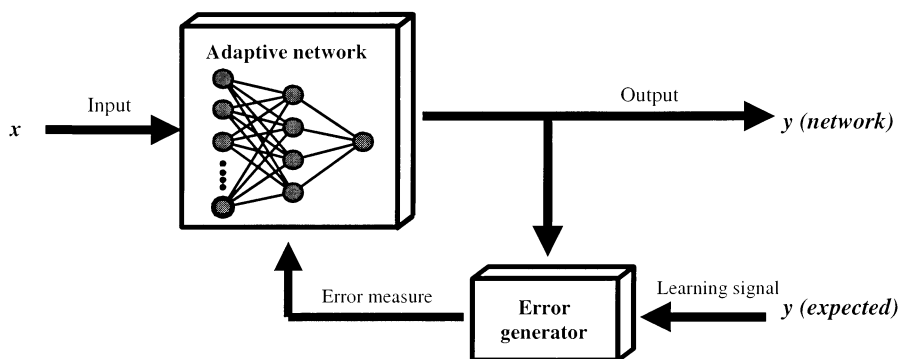 Adaptive network
Input
Output
x
y (network)
Error measure
Error
generator
Learning signal
y (expected)